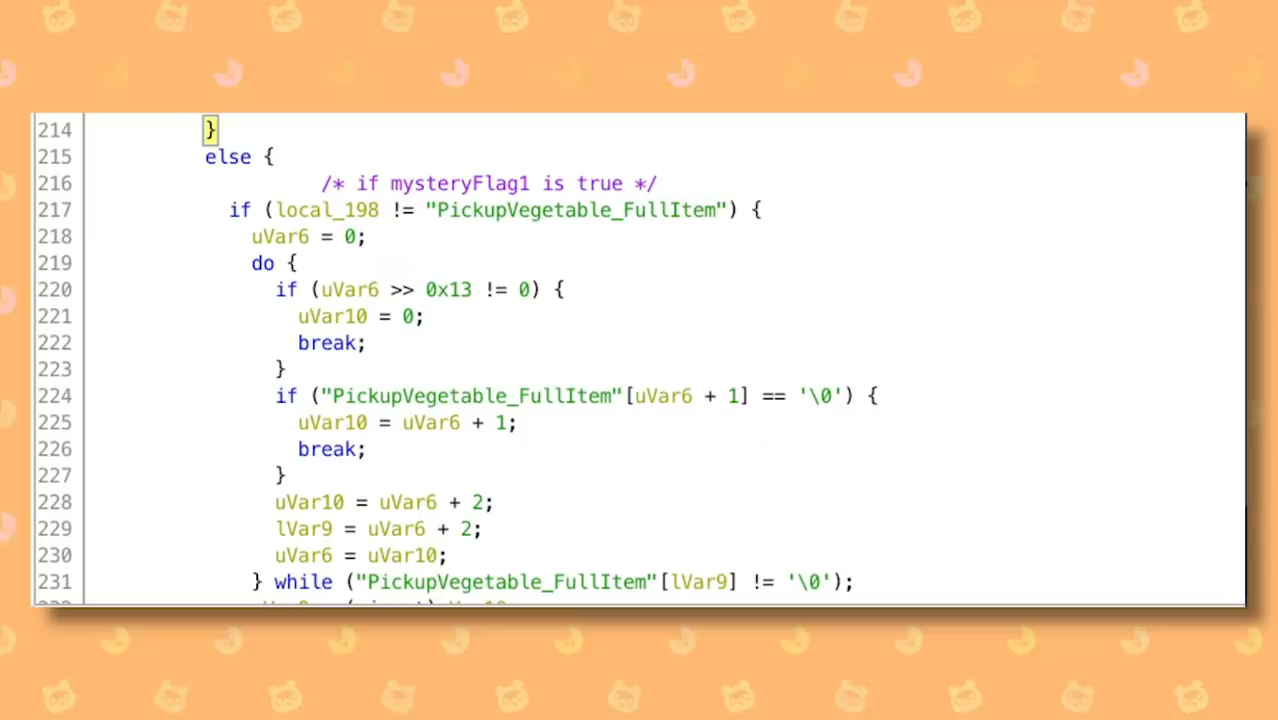 214 }
215 else {
216 /* if mysteryFlag1 is true */
217 if (local_198 != "PickupVegetable_FullItem") {
218 uVar6 = 0;
219 do {
220 if (uVar6 >> 0x13 != 0) {
221 uVar10 = 0;
222 break;
223 }
224 if ("PickupVegetable_FullItem"[uVar6 + 1] == '\0') {
225 uVar10 = uVar6 + 1;
226 break;
227 }
228 uVar10 = uVar6 + 2;
229 lVar9 = uVar6 + 2;
230 uVar6 = uVar10;
231 } while ("PickupVegetable_FullItem"[lVar9] != '\0');